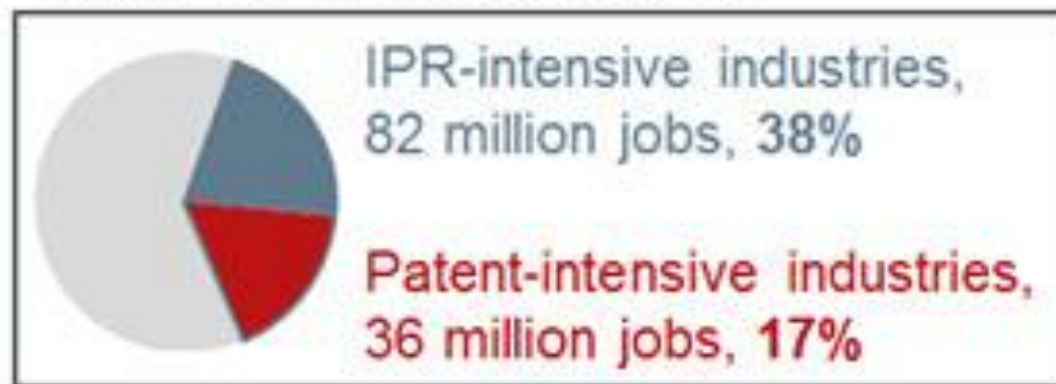 IPR-intensive industries,
82 million jobs, 38%
Patent-intensive industries,
36 million jobs, 17%